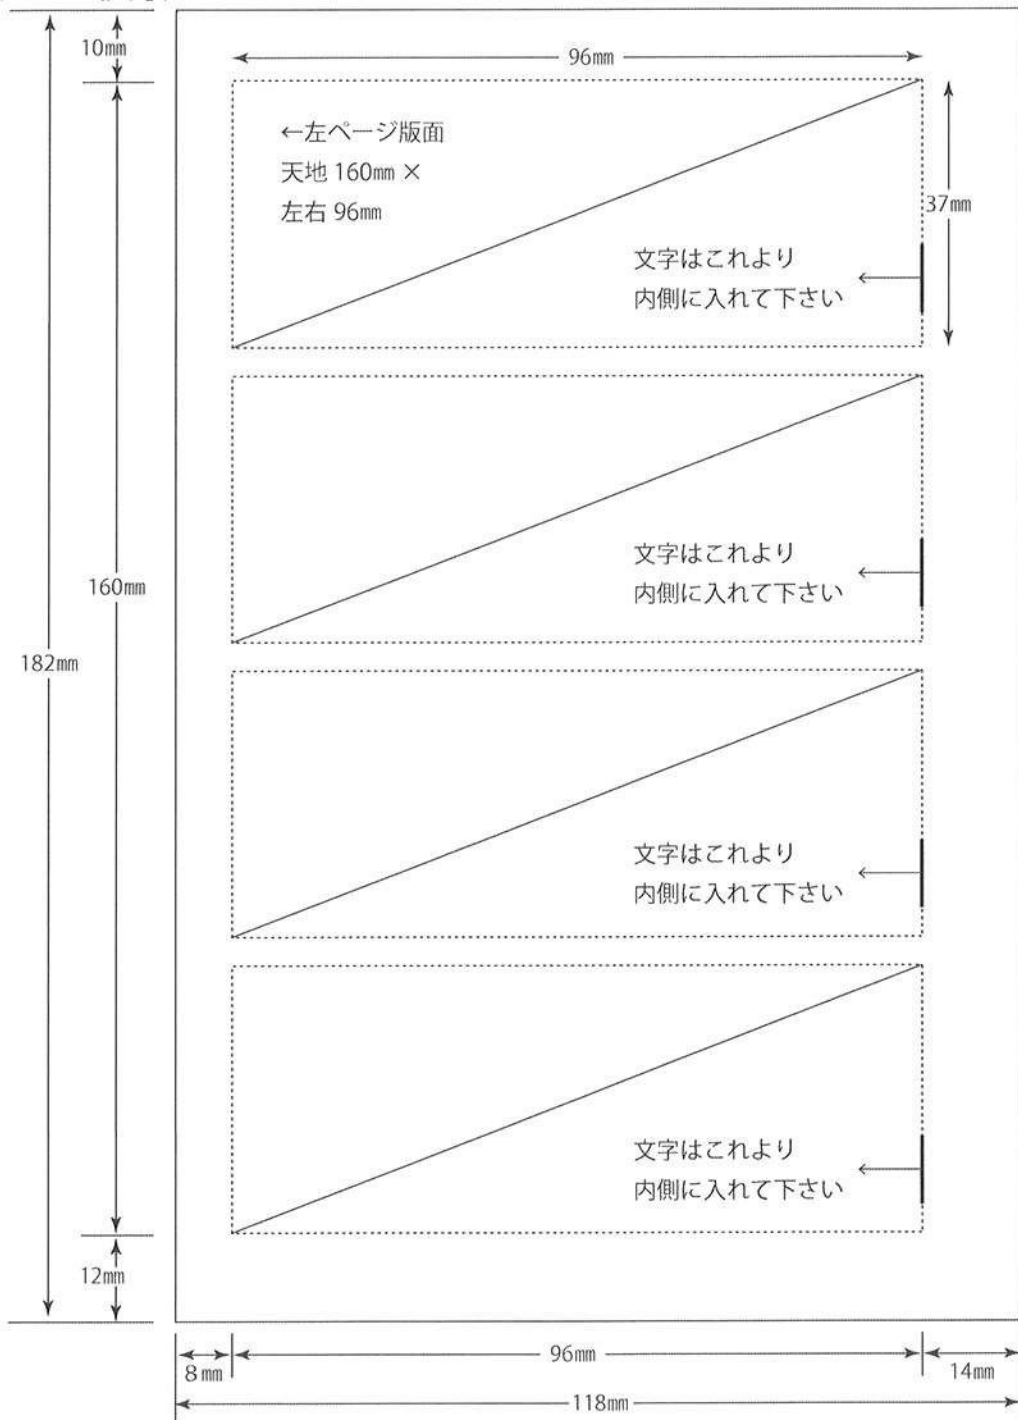 10㎜
96㎜
←左ページ版面
天地 160㎜ ×
左右 96㎜
37㎜
文字はこれより
内側に入れて下さい
文字はこれより
内側に入れて下さい
160㎜
182㎜
文字はこれより
内側に入れて下さい
文字はこれより
内側に入れて下さい
12㎜
96㎜
8㎜
14㎜
118㎜